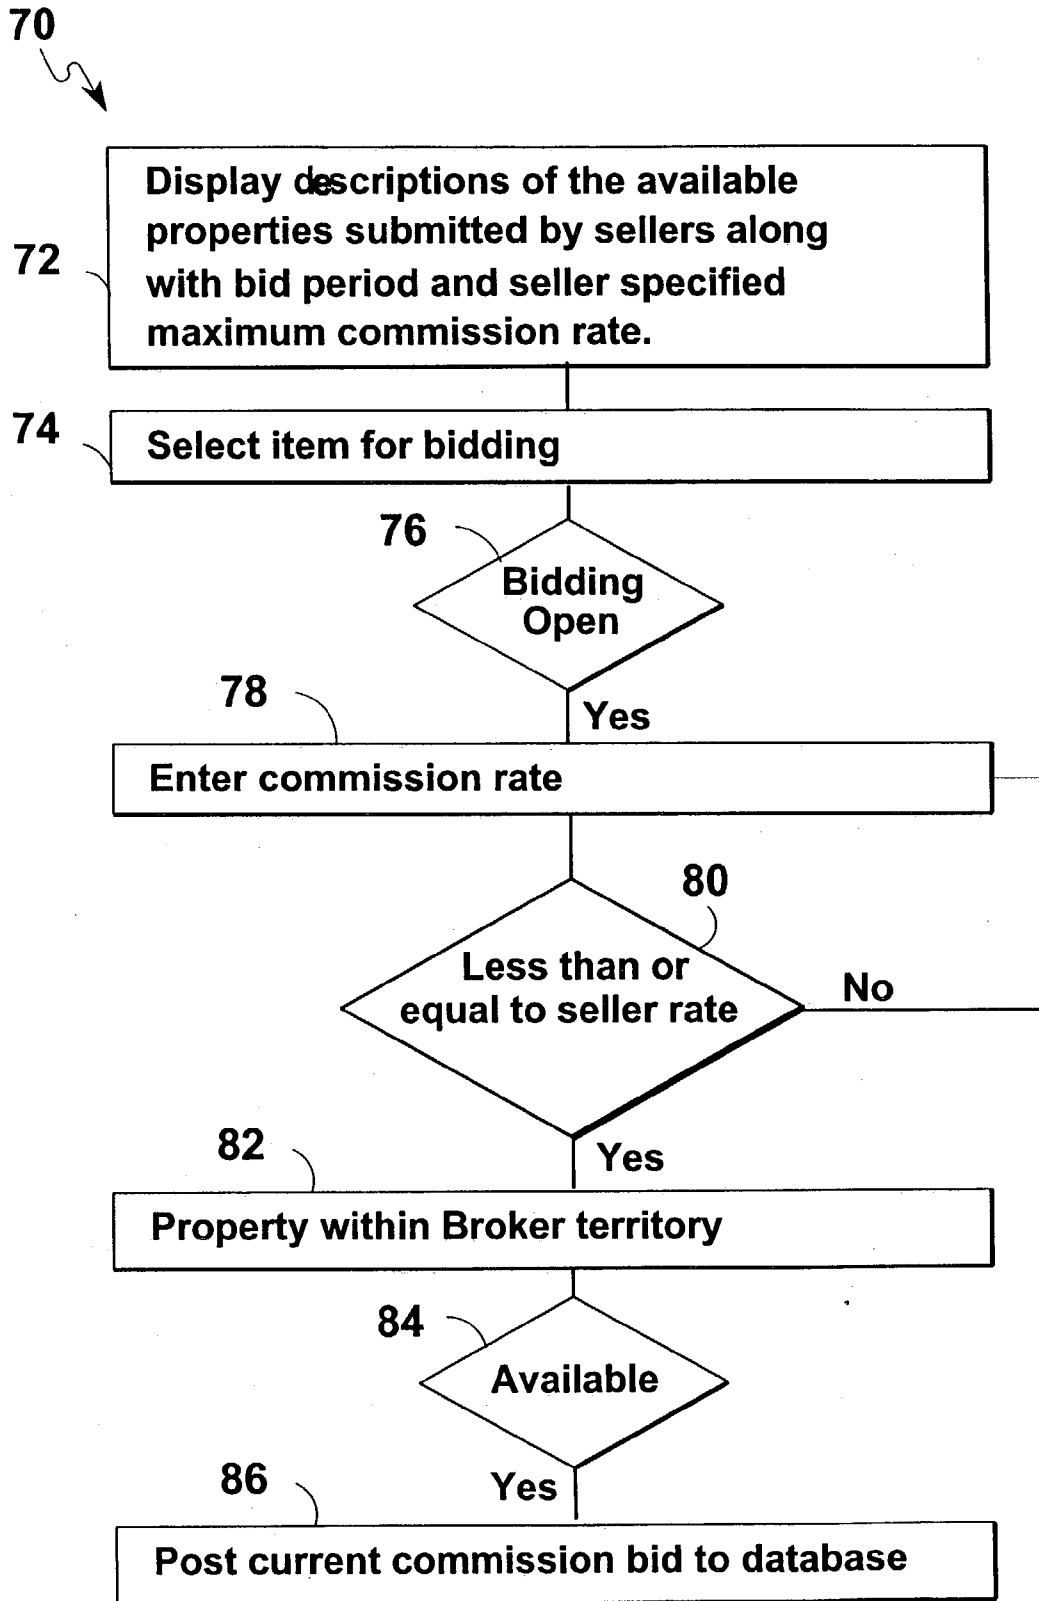 70
Display descriptions of the available
properties submitted by sellers along
with bid period and seller specified
maximum commission rate.
72
74
Select item for bidding
76
Bidding
Open
Yes
78
Enter commission rate
80
Less than or
equal to seller rate
No
Yes
82
Property within Broker territory
84
Available
Yes
86
Post current commission bid to database